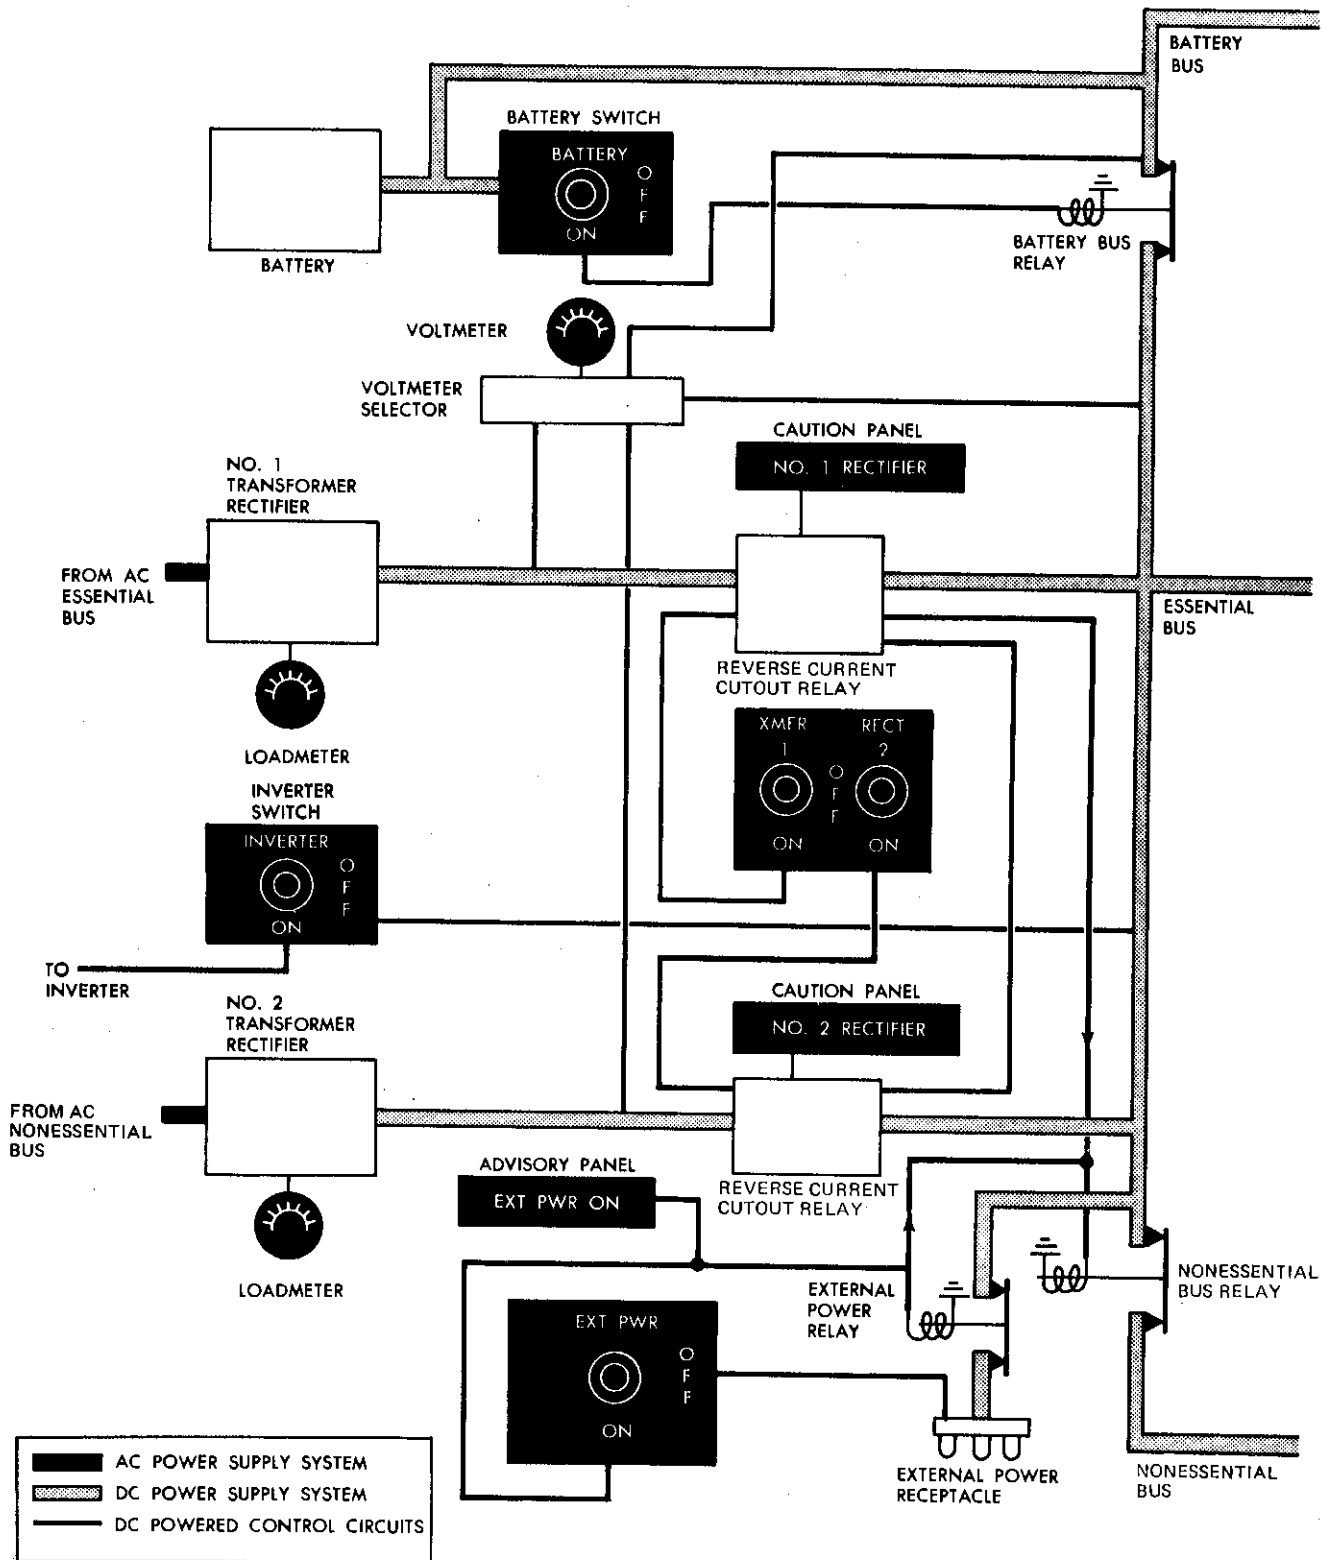 BATTERY
BUS
BATTERY SWITCH
BATTERY
O
F
F
ON
BATTERY
BATTERY BUS
RELAY
VOLTMETER
VOLTMETER
SELECTOR
CAUTION PANEL
NO. 1 RECTIFIER
NO. 1
TRANSFORMER
RECTIFIER
FROM AC
ESSENTIAL
BUS
ESSENTIAL
BUS
REVERSE CURRENT
CUTOUT RELAY
LOADMETER
XMFR RECT
1 2
O
F
F
ON ON
INVERTER
SWITCH
INVERTER
O
F
F
ON
TO
INVERTER
NO. 2
TRANSFORMER
RECTIFIER
CAUTION PANEL
NO. 2 RECTIFIER
FROM AC
NONESSENTIAL
BUS
ADVISORY PANEL
EXT PWR ON
REVERSE CURRENT
CUTOUT RELAY
LOADMETER
EXTERNAL
POWER
RELAY
NONESSENTIAL
BUS RELAY
EXT PWR
O
F
F
ON
EXTERNAL POWER
RECEPTACLE
NONESSENTIAL
BUS
AC POWER SUPPLY SYSTEM
DC POWER SUPPLY SYSTEM
DC POWERED CONTROL CIRCUITS